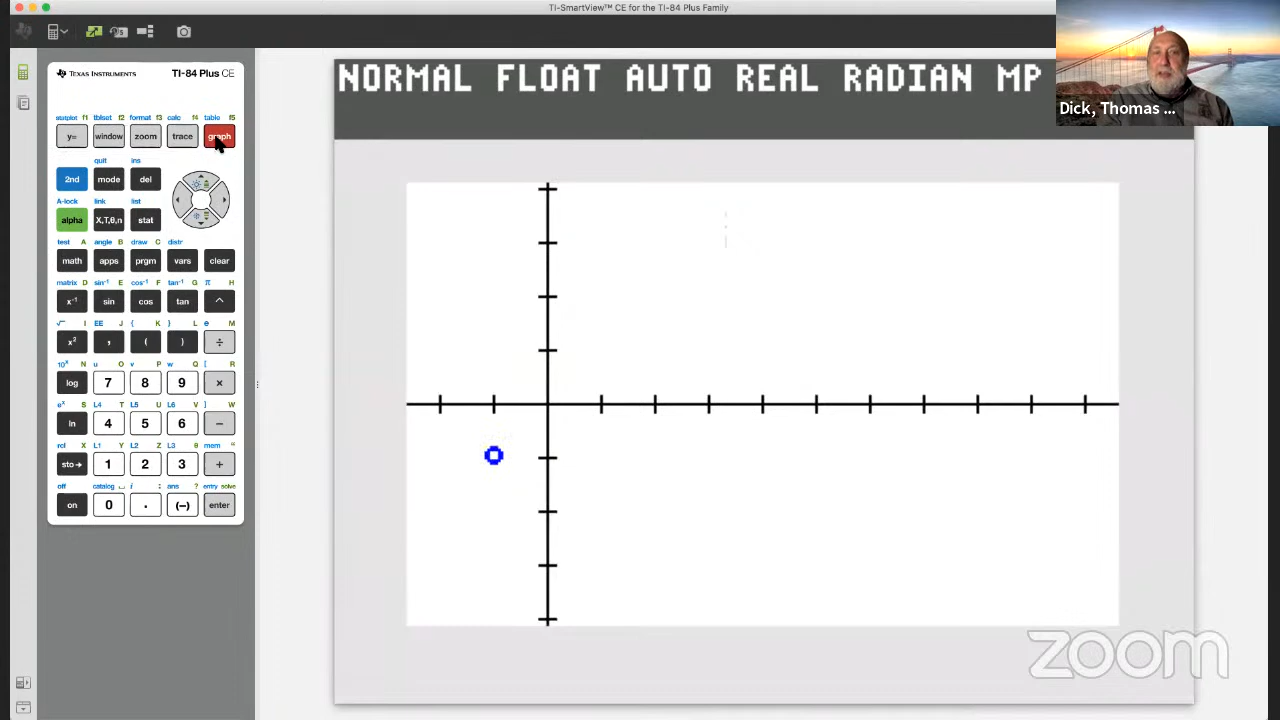 TI-SmartView™ CE for the TI-84 Plus Family
TEXAS INSTRUMENTS TI-84 Plus CE
NORMAL FLOAT AUTO REAL RADIAN MP
Dick, Thomas ...
statplot f1 tblset f2 format f3 calc f4 table f5
y= window zoom trace graph
quit ins
2nd mode del
A-lock link list
alpha X,T,θ,n stat
test A angle B draw C distr
math apps prgm vars clear
matrix D sin⁻¹ E cos⁻¹ F tan⁻¹ G π H
x⁻¹ sin cos tan ^
√ I EE J { K } L e M
x² , ( ) ÷
10ˣ N u O v P w Q [ R
log 7 8 9 ×
eˣ S L4 T L5 U L6 V ] W
ln 4 5 6 −
rcl X L1 Y L2 Z L3 θ mem "
sto→ 1 2 3 +
off catalog ⎵ i : ans ? entry solve
on 0 . (−) enter
zoom